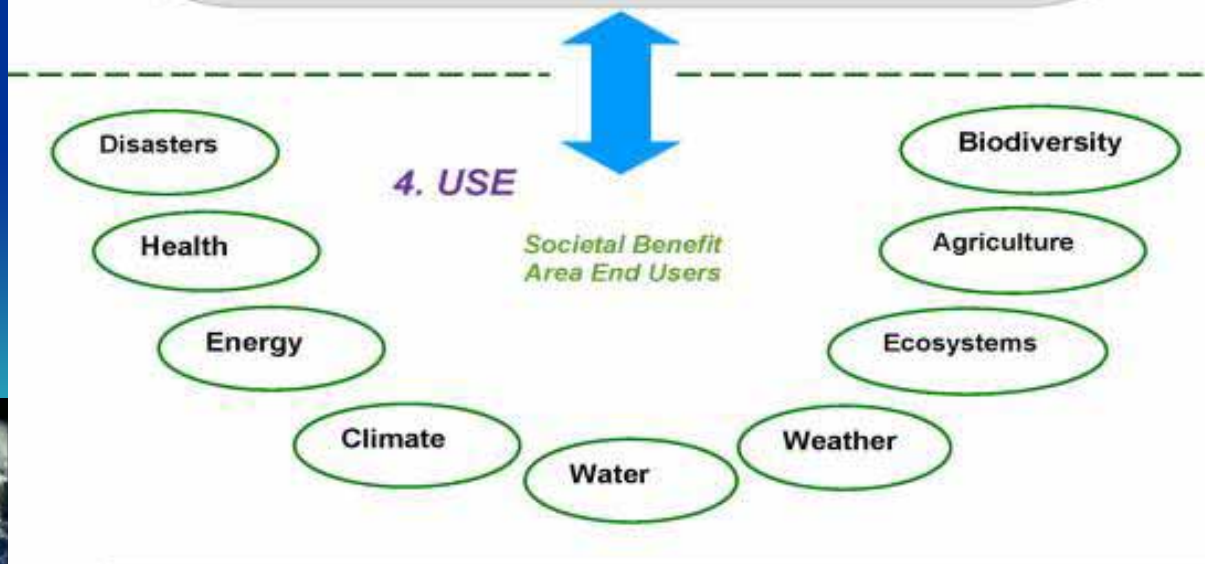 Disasters
Biodiversity
4. USE
Health
Societal Benefit
Area End Users
Agriculture
Energy
Ecosystems
Climate
Weather
Water